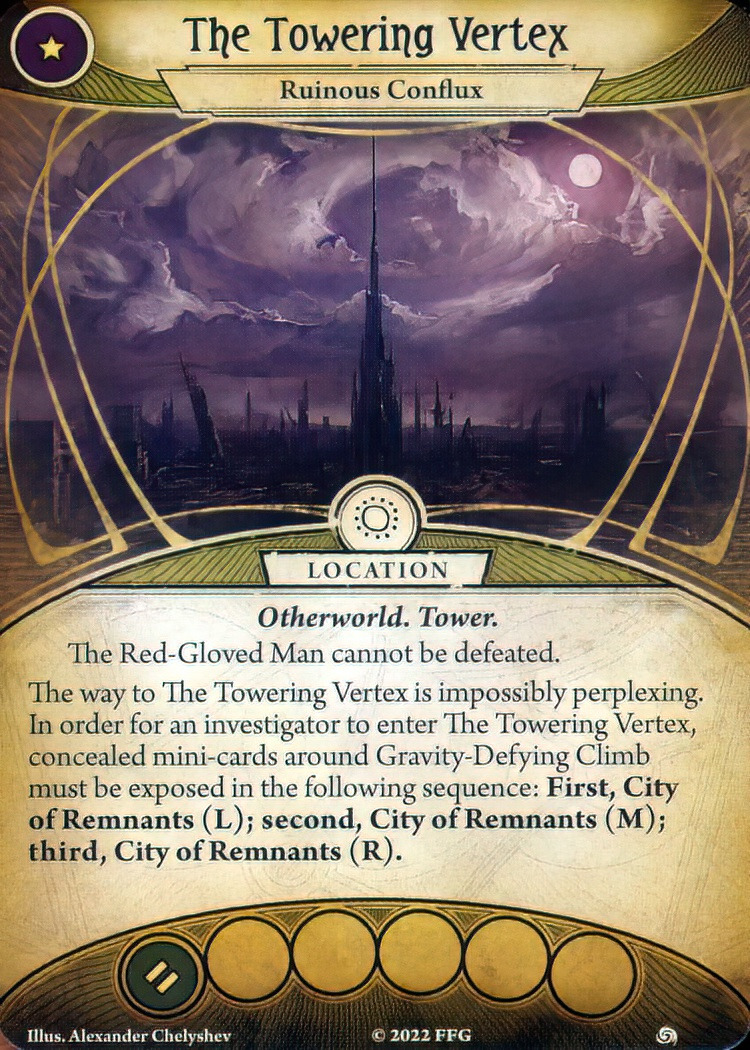 The Towering Vertex
Ruinous Conflux
LOCATION
Otherworld. Tower.
The Red-Gloved Man cannot be defeated.
The way to The Towering Vertex is impossibly perplexing.
In order for an investigator to enter The Towering Vertex,
concealed mini-cards around Gravity-Defying Climb
must be exposed in the following sequence: First, City
of Remnants (L); second, City of Remnants (M);
third, City of Remnants (R).
Illus. Alexander Chelyshev © 2022 FFG